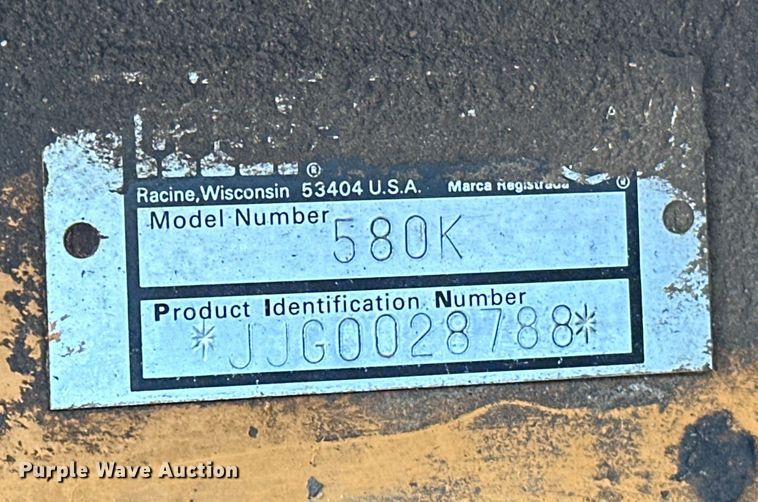 ®
Racine, Wisconsin 53404 U.S.A. Marca Registrada ®
Model Number 580K
Product Identification Number
*JJG0028788*
Purple Wave Auction